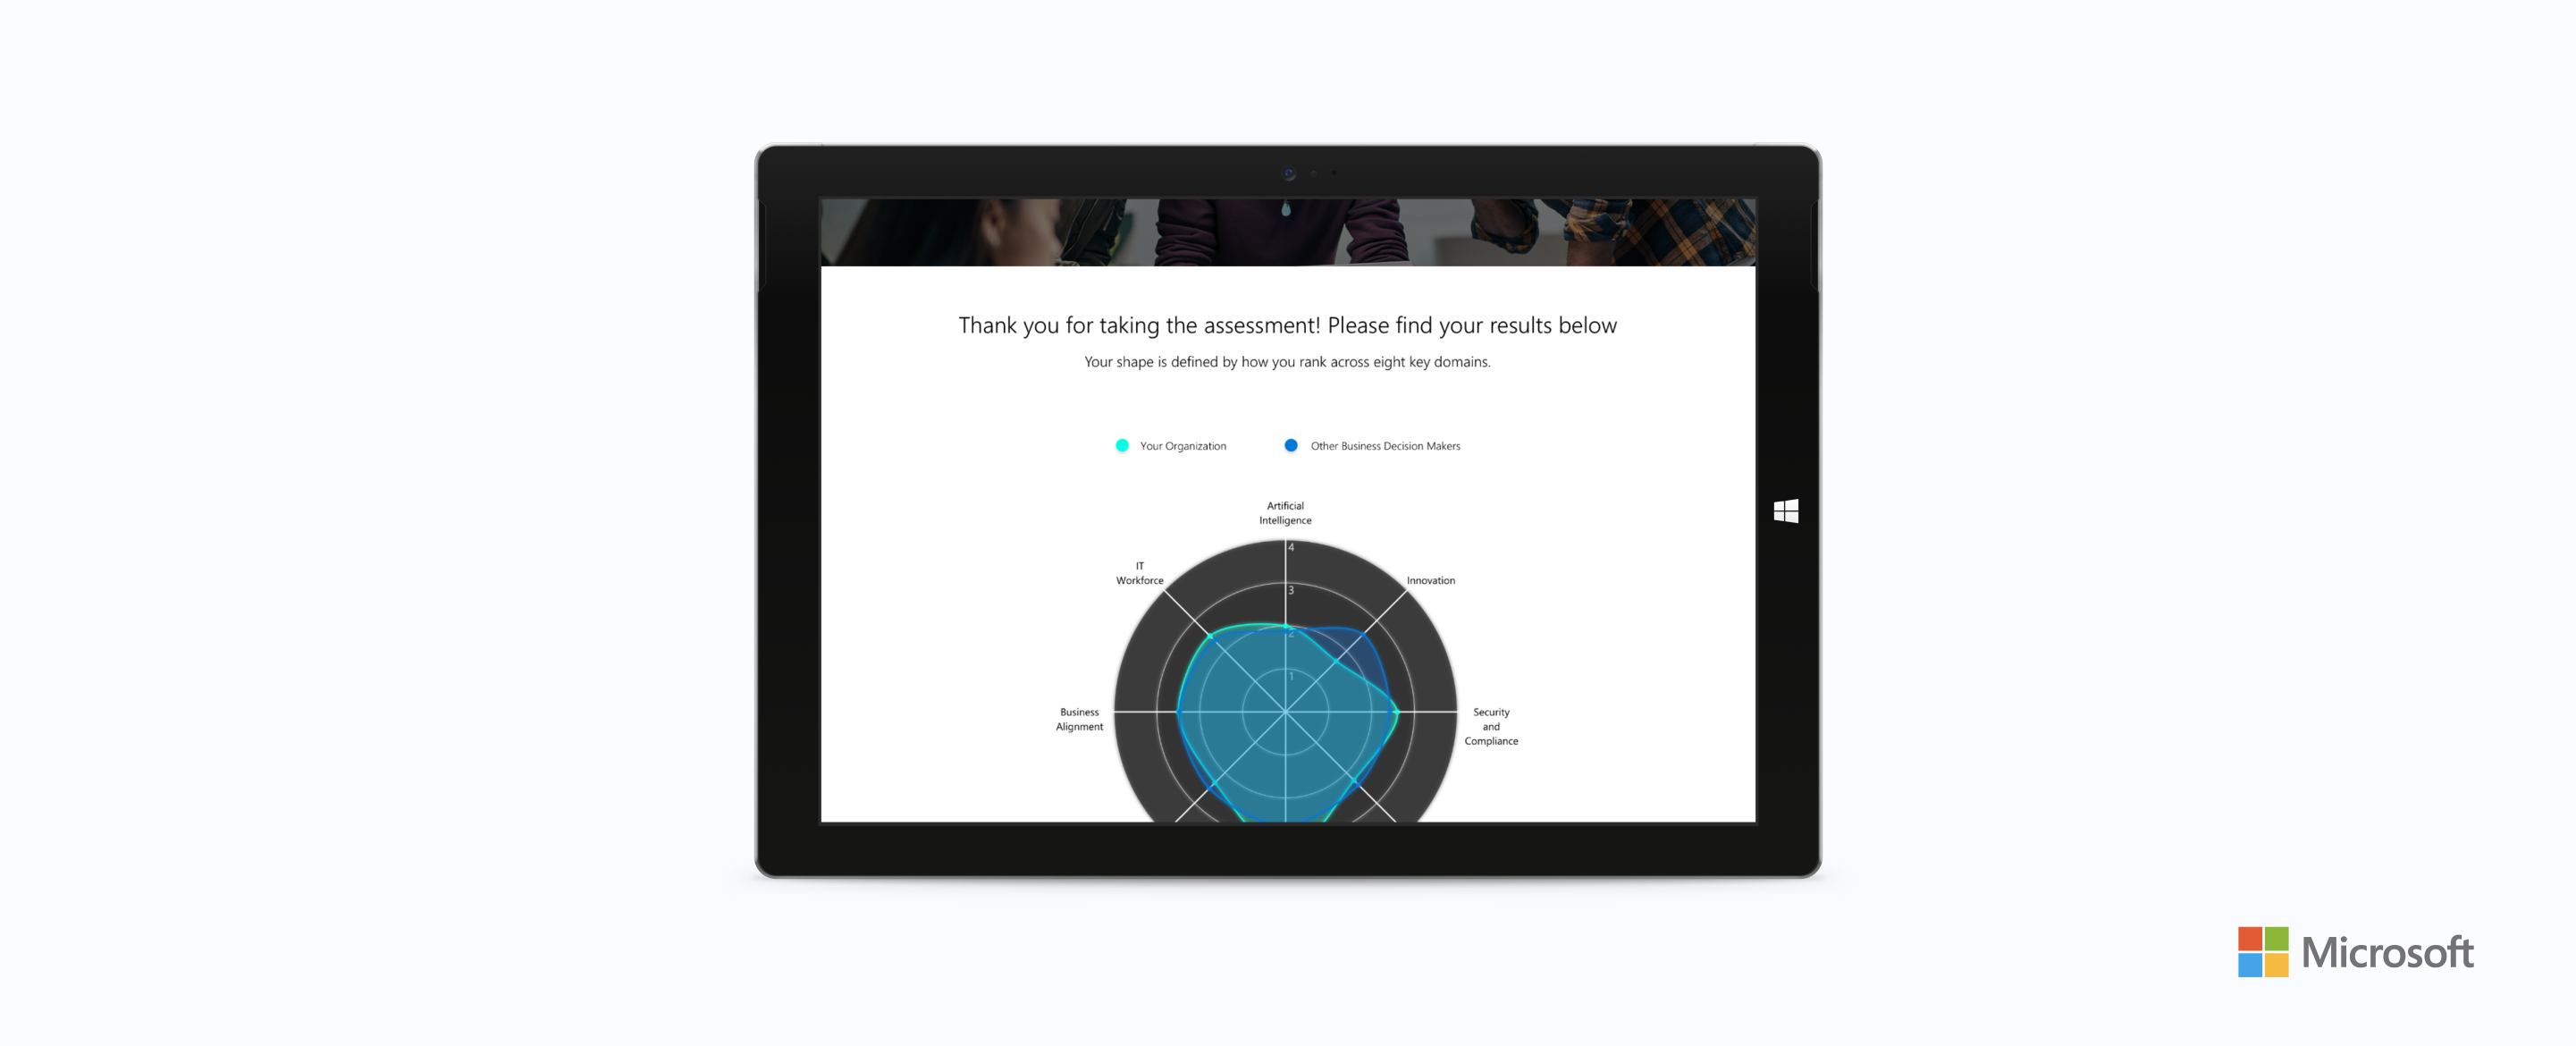 Thank you for taking the assessment! Please find your results below
Your shape is defined by how you rank across eight key domains.
Your Organization
Other Business Decision Makers
Artificial
Intelligence
4
IT
Workforce
Innovation
3
2
1
Business
Alignment
Security
and
Compliance
Microsoft